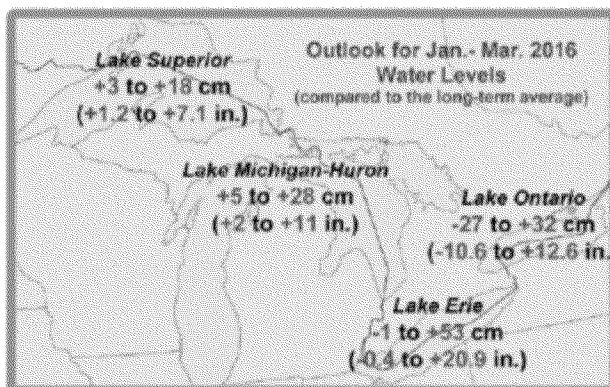 Lake Superior
+3 to +18 cm
(+1.2 to +7.1 in.)
Outlook for Jan.- Mar. 2016
Water Levels
(compared to the long-term average)
Lake Michigan-Huron
+5 to +28 cm
(+2 to +11 in.)
Lake Ontario
-27 to +32 cm
(-10.6 to +12.6 in.
Lake Erie
-1 to +53 cm
(-0.4 to +20.9 in.)